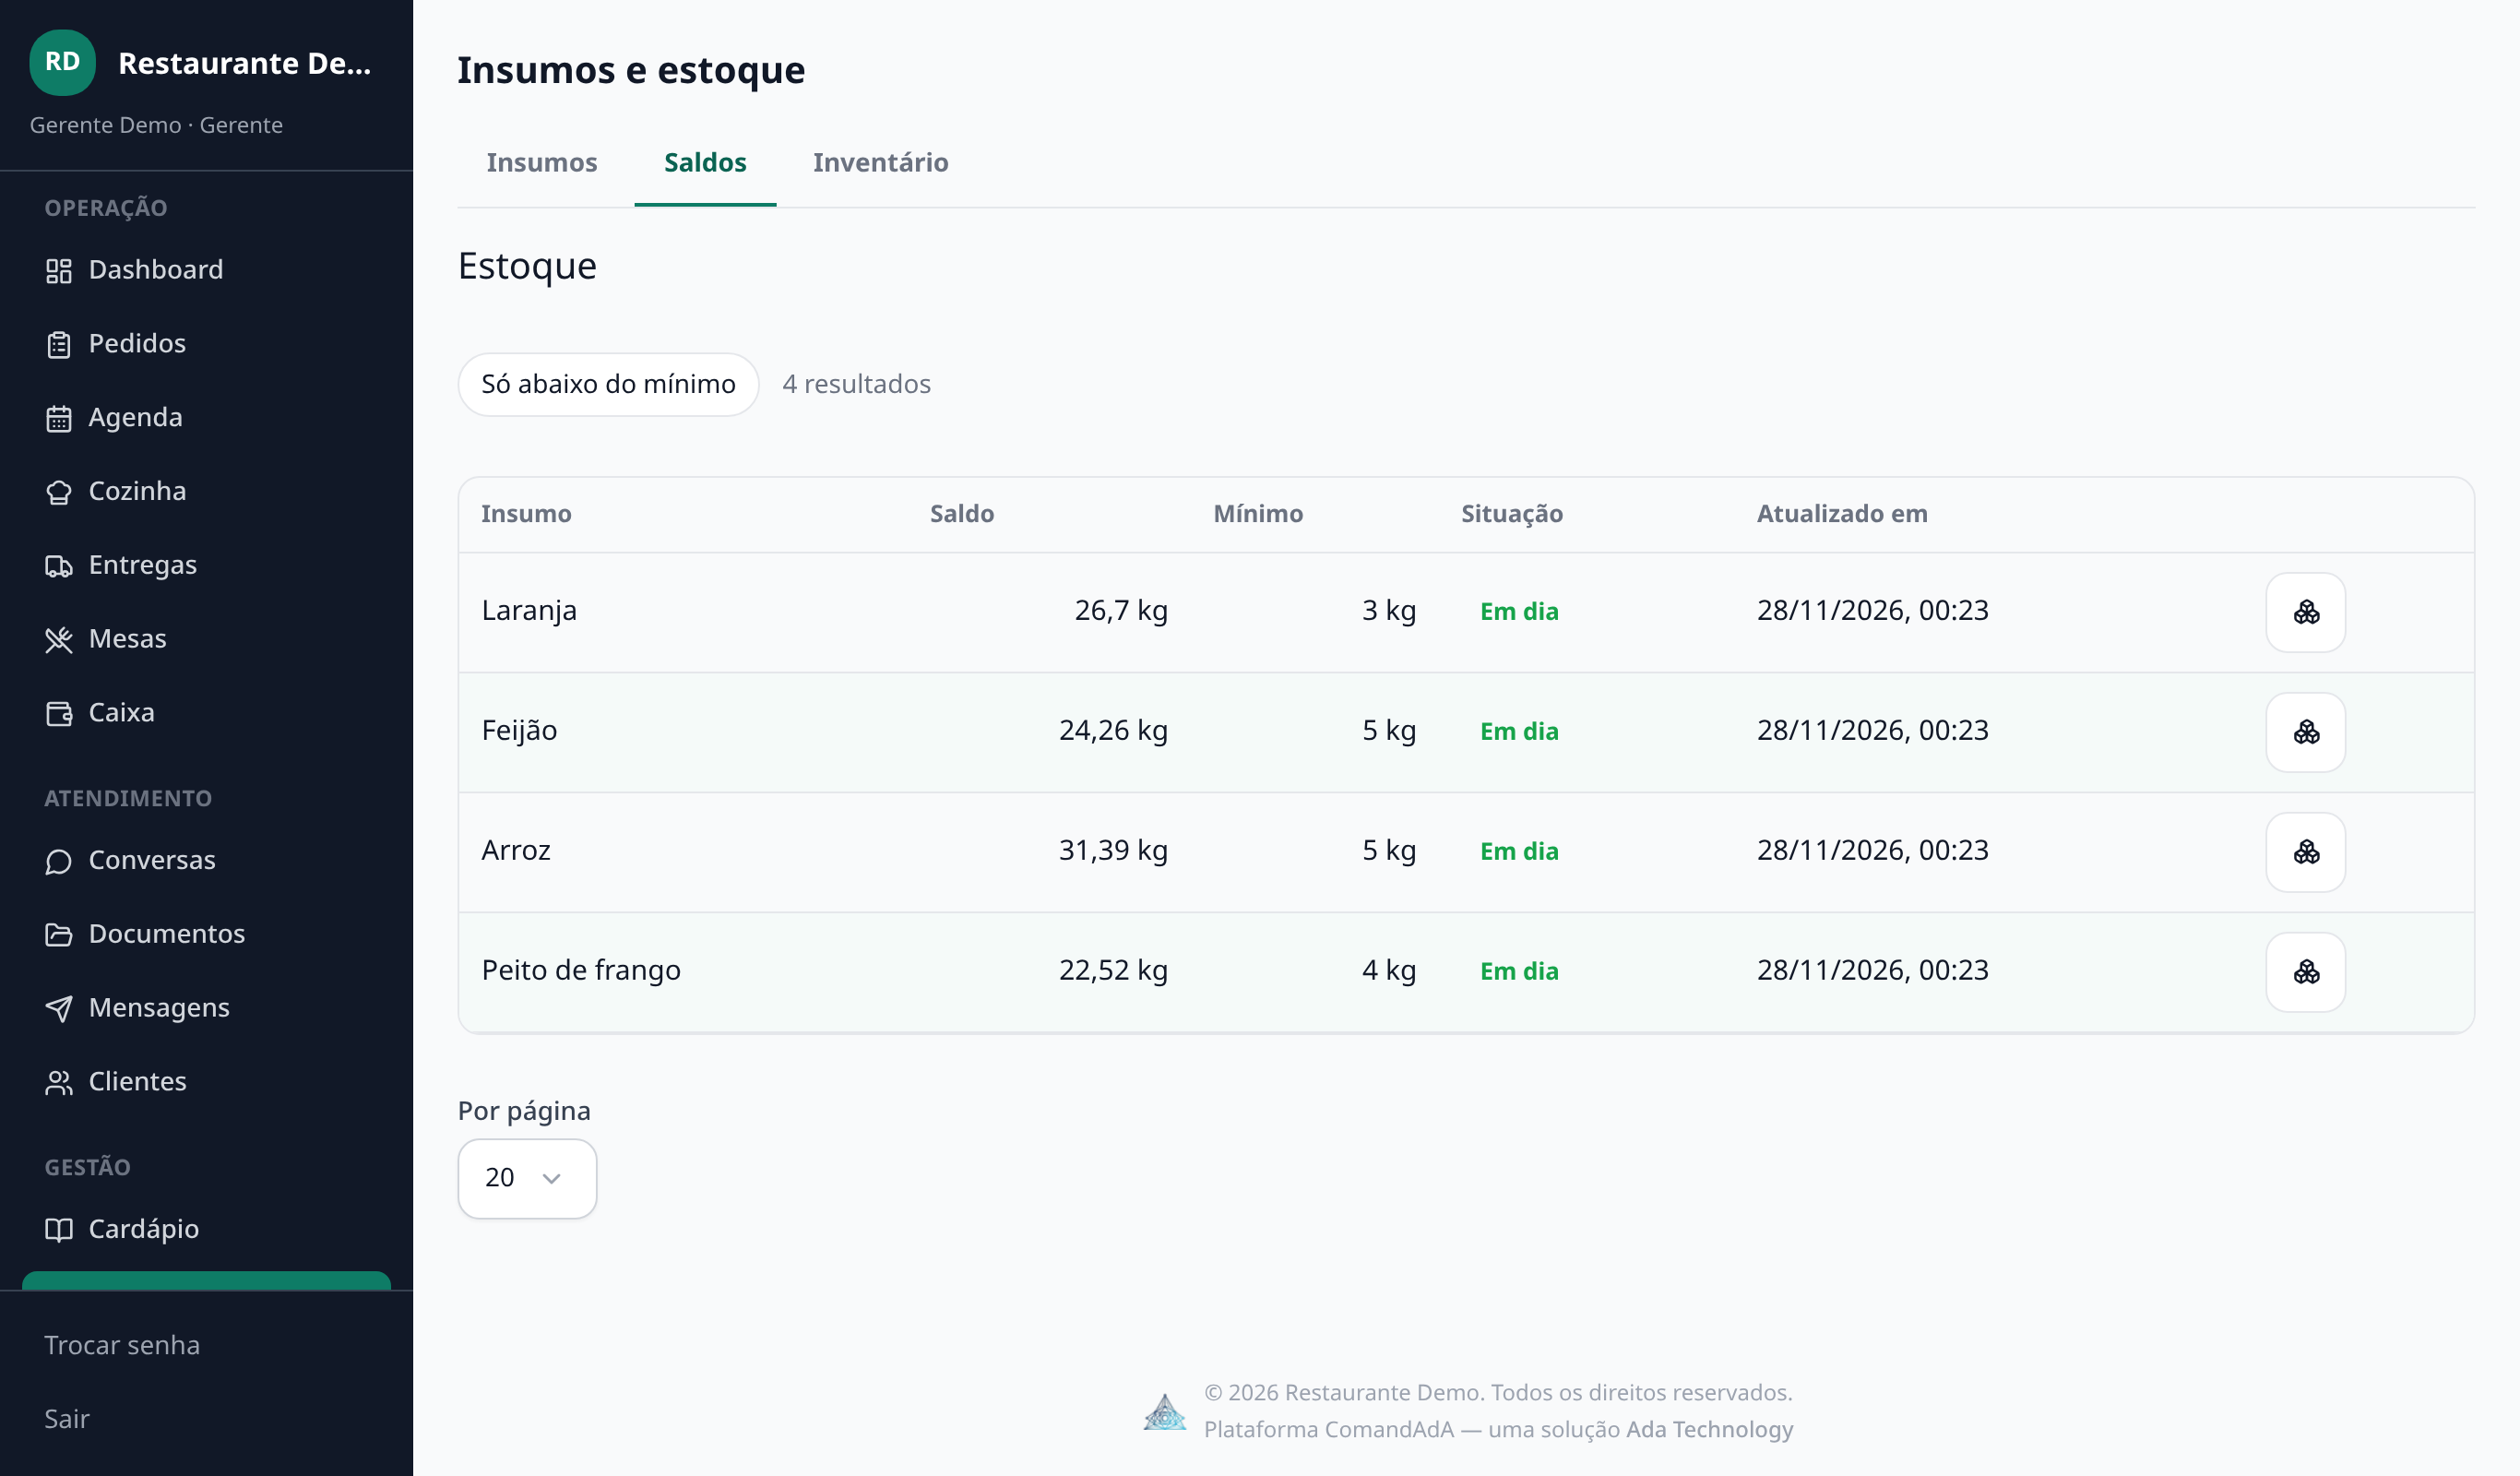 RD
Restaurante De...
Gerente Demo · Gerente
OPERAÇÃO
Dashboard
Pedidos
Agenda
Cozinha
Entregas
Mesas
Caixa
ATENDIMENTO
Conversas
Documentos
Mensagens
Clientes
GESTÃO
Cardápio
Trocar senha
Sair
Insumos e estoque
Insumos Saldos Inventário
Estoque
Só abaixo do mínimo 4 resultados
Insumo Saldo Mínimo Situação Atualizado em
Laranja 26,7 kg 3 kg Em dia 28/11/2026, 00:23
Feijão 24,26 kg 5 kg Em dia 28/11/2026, 00:23
Arroz 31,39 kg 5 kg Em dia 28/11/2026, 00:23
Peito de frango 22,52 kg 4 kg Em dia 28/11/2026, 00:23
Por página
20
© 2026 Restaurante Demo. Todos os direitos reservados.
Plataforma ComandAdA — uma solução Ada Technology